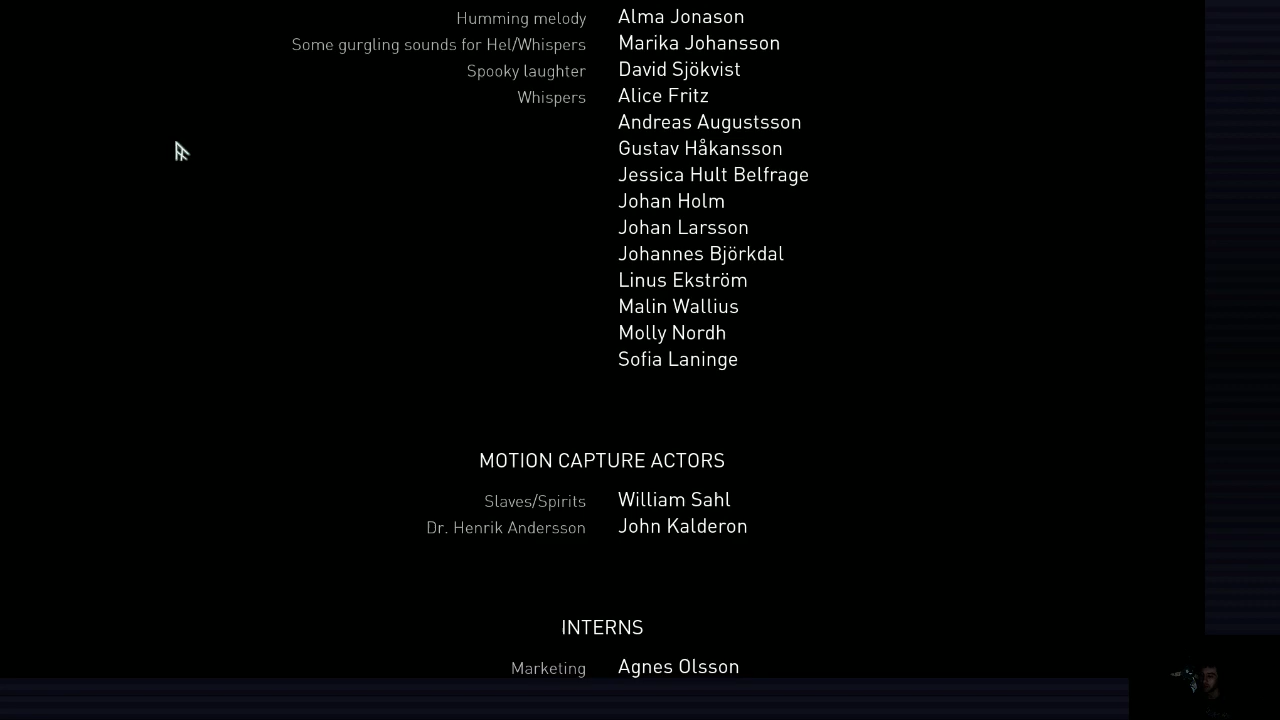 Humming melody Alma Jonason
Some gurgling sounds for Hel/Whispers Marika Johansson
Spooky laughter David Sjökvist
Whispers Alice Fritz
Andreas Augustsson
Gustav Håkansson
Jessica Hult Belfrage
Johan Holm
Johan Larsson
Johannes Björkdal
Linus Ekström
Malin Wallius
Molly Nordh
Sofia Laninge
MOTION CAPTURE ACTORS
Slaves/Spirits William Sahl
Dr. Henrik Andersson John Kalderon
INTERNS
Marketing Agnes Olsson